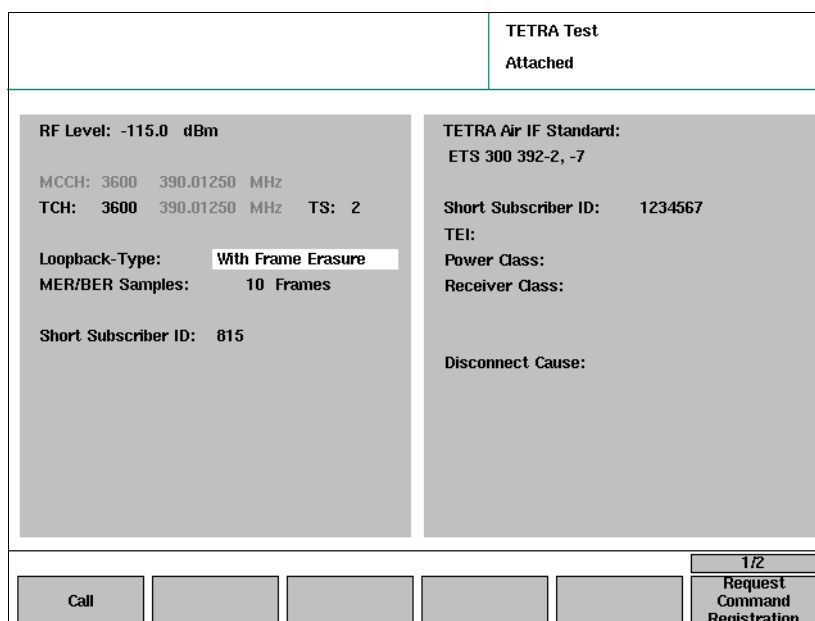 TETRA Test
Attached
RF Level: -115.0 dBm
MCCH: 3600 390.01250 MHz
TCH: 3600 390.01250 MHz TS: 2
Loopback-Type: With Frame Erasure
MER/BER Samples: 10 Frames
Short Subscriber ID: 815
TETRA Air IF Standard:
ETS 300 392-2, -7
Short Subscriber ID: 1234567
TEI:
Power Class:
Receiver Class:
Disconnect Cause:
1/2
Call
Request
Command
Registration